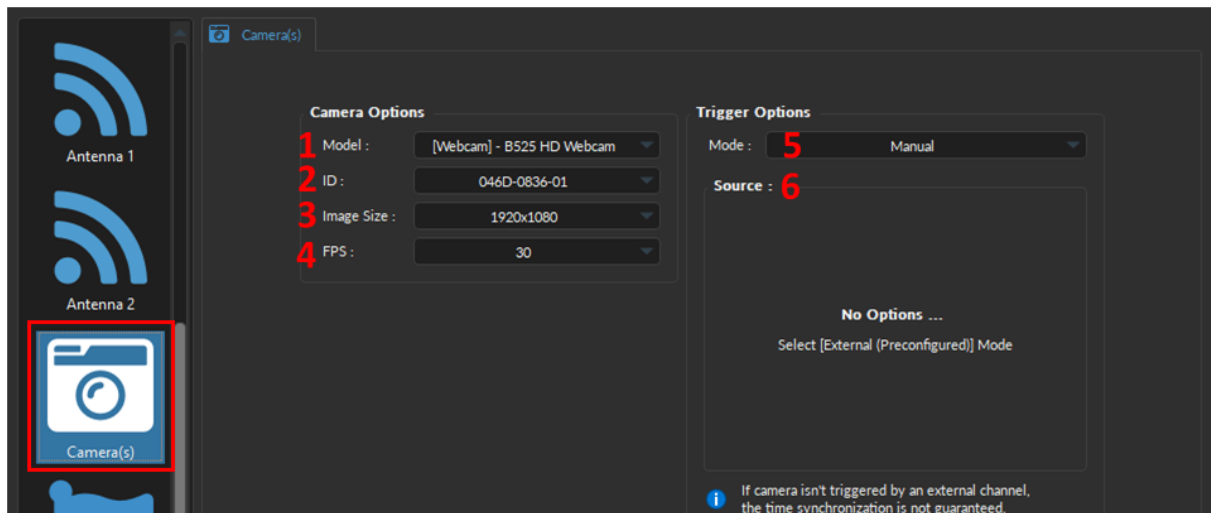 Camera(s)
Antenna 1
Antenna 2
Camera(s)
Camera Options
1 Model : [Webcam] - B525 HD Webcam
2 ID : 046D-0836-01
3 Image Size : 1920x1080
4 FPS : 30
Trigger Options
Mode : 5 Manual
Source : 6
No Options ...
Select [External (Preconfigured)] Mode
If camera isn't triggered by an external channel,
the time synchronization is not guaranteed.